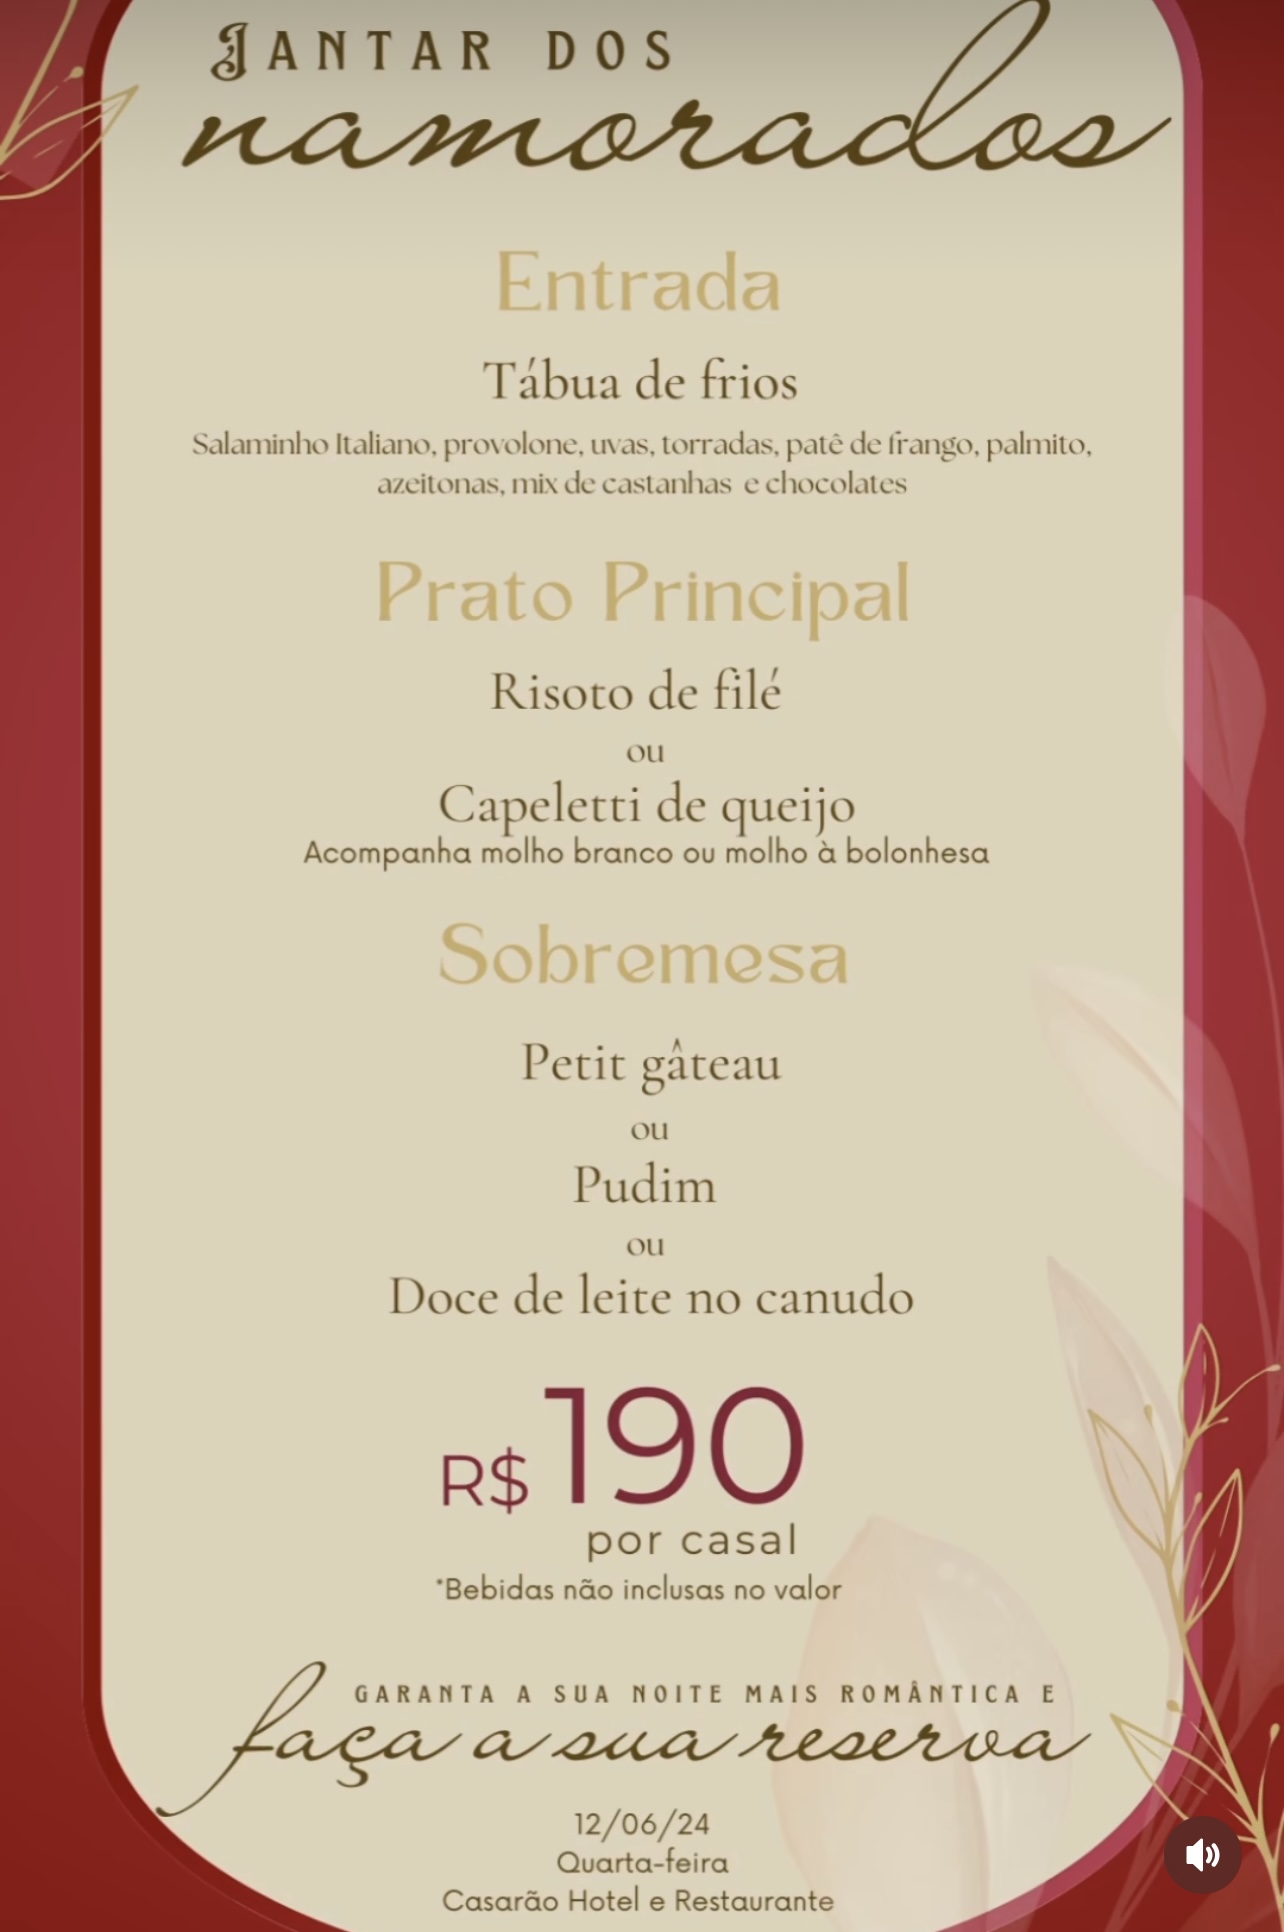 JANTAR DOS
namorados
Entrada
Tábua de frios
Salaminho Italiano, provolone, uvas, torradas, patê de frango, palmito,
azeitonas, mix de castanhas e chocolates
Prato Principal
Risoto de filé
ou
Capeletti de queijo
Acompanha molho branco ou molho à bolonhesa
Sobremesa
Petit gâteau
ou
Pudim
ou
Doce de leite no canudo
R$ 190
por casal
*Bebidas não inclusas no valor
GARANTA A SUA NOITE MAIS ROMÂNTICA E
faça a sua reserva
12/06/24
Quarta-feira
Casarão Hotel e Restaurante